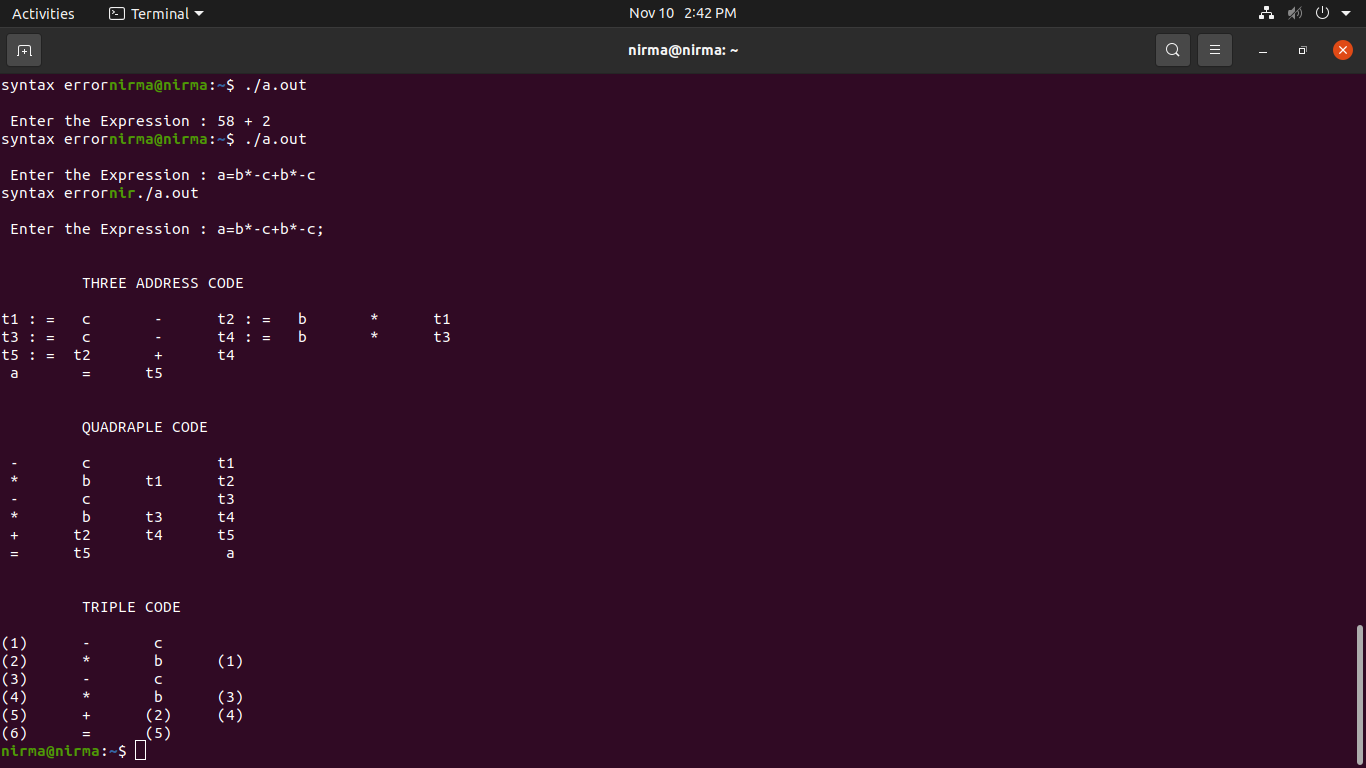 Activities Terminal Nov 10 2:42 PM
nirma@nirma: ~
syntax errornirma@nirma:~$ ./a.out
Enter the Expression : 58 + 2
syntax errornirma@nirma:~$ ./a.out
Enter the Expression : a=b*-c+b*-c
syntax errornir./a.out
Enter the Expression : a=b*-c+b*-c;
THREE ADDRESS CODE
t1 : = c - t2 : = b * t1
t3 : = c - t4 : = b * t3
t5 : = t2 + t4
a = t5
QUADRAPLE CODE
- c t1
* b t1 t2
- c t3
* b t3 t4
+ t2 t4 t5
= t5 a
TRIPLE CODE
(1) - c
(2) * b (1)
(3) - c
(4) * b (3)
(5) + (2) (4)
(6) = (5)
nirma@nirma:~$